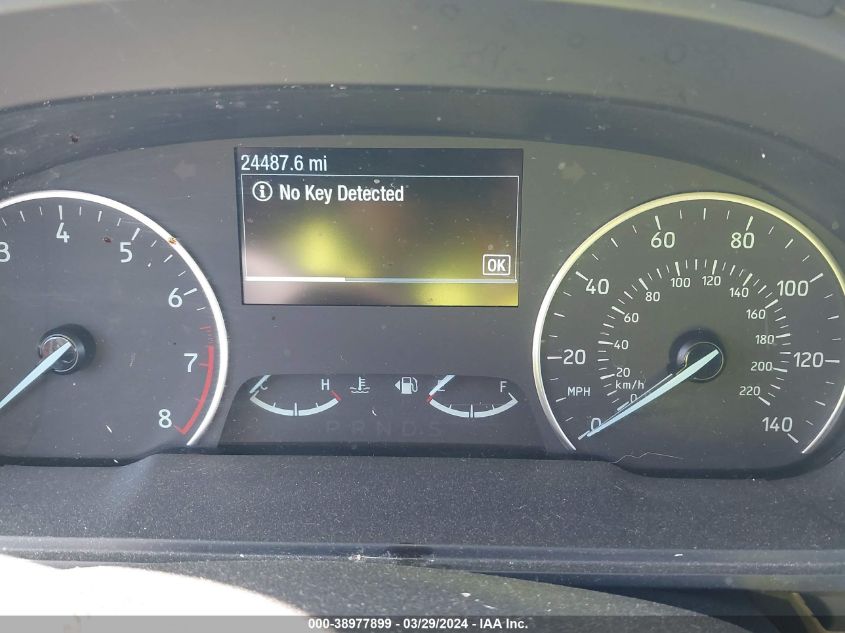 24487.6 mi
No Key Detected
OK
3 4 5 6 7 8
C H
E F
PRNDS
0 20 40 60 80 100 120 140
MPH
0 20 40 60 80 100 120 140 160 180 200 220
km/h
000-38977899 - 03/29/2024 - IAA Inc.